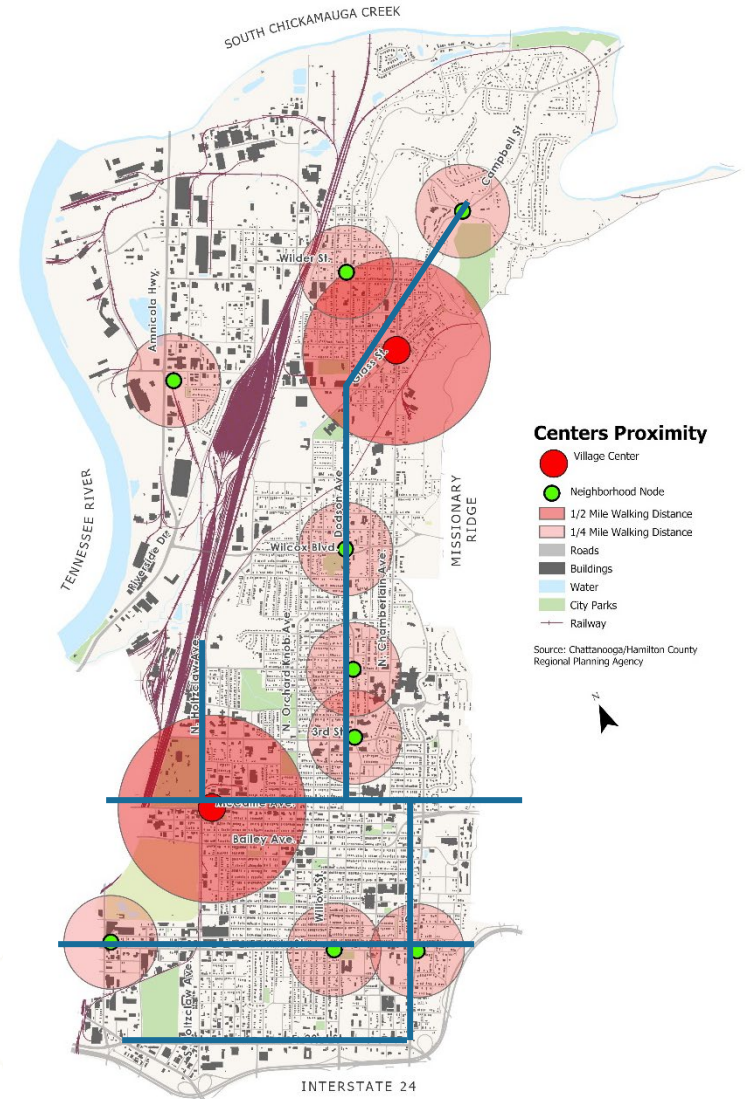 SOUTH CHICKAMAUGA CREEK
Campbell St.
Wilder St.
Amnicola Hwy.
Glass St.
Centers Proximity
Village Center
Neighborhood Node
1/2 Mile Walking Distance
1/4 Mile Walking Distance
Roads
Buildings
Water
City Parks
Railway
Source: Chattanooga/Hamilton County
Regional Planning Agency
N
TENNESSEE RIVER
MISSIONARY
RIDGE
Dodson Ave.
Wilcox Blvd.
Riverside Dr.
N. Chamberlain Ave.
N. Holtzclaw Ave.
N. Orchard Knob Ave.
3rd St.
McCallie Ave.
Bailey Ave.
Willow St.
S. Holtzclaw Ave.
INTERSTATE 24